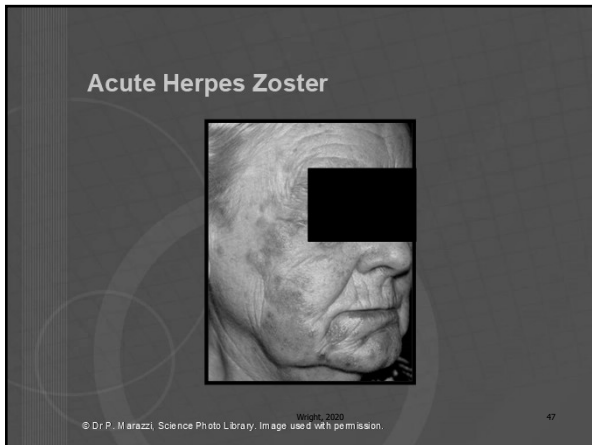 Acute Herpes Zoster
Wright, 2020
47
© Dr P. Marazzi, Science Photo Library. Image used with permission.